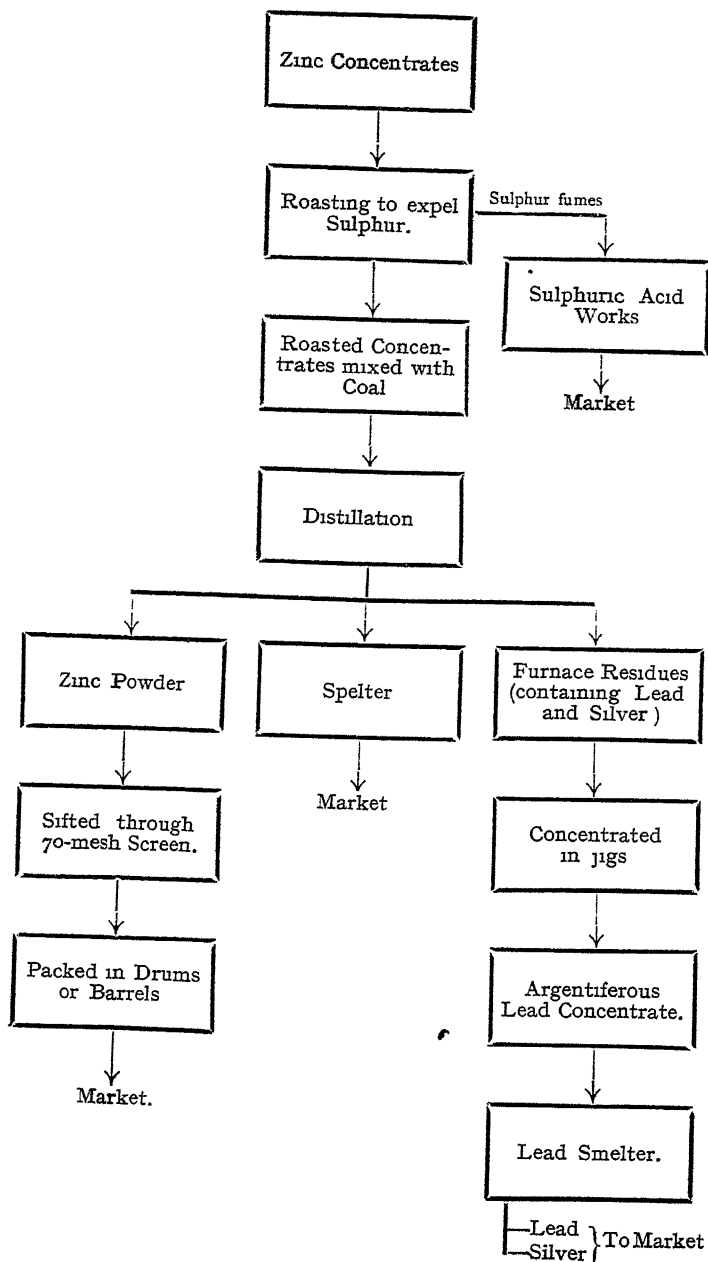 Zinc Concentrates
Roasting to expel
Sulphur.
Sulphur fumes
Sulphuric Acid
Works
Market
Roasted Concen-
trates mixed with
Coal
Distillation
Zinc Powder
Sifted through
70-mesh Screen.
Packed in Drums
or Barrels
Market.
Spelter
Market
Furnace Residues
(containing Lead
and Silver )
Concentrated
in jigs
Argentiferous
Lead Concentrate.
Lead Smelter.
Lead
Silver } To Market